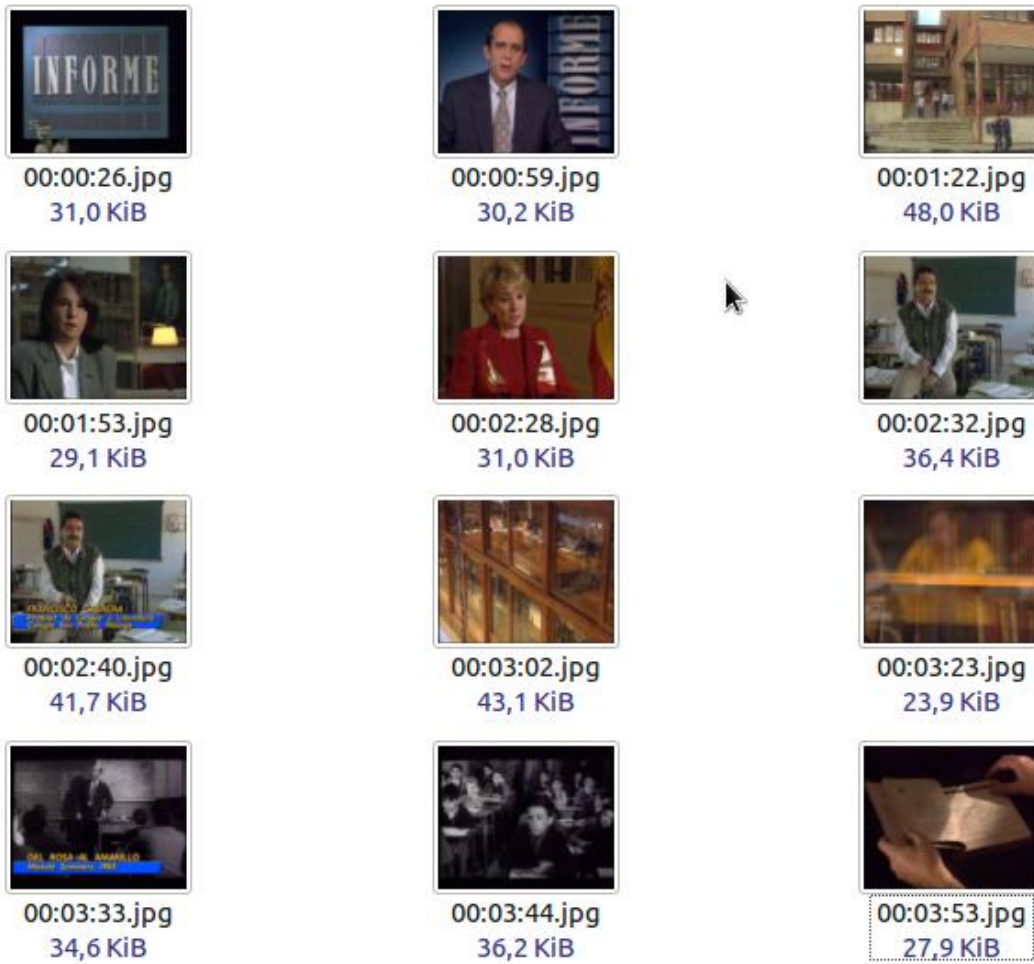 INFORME
INFORME
00:00:26.jpg
00:00:59.jpg
00:01:22.jpg
31,0 KiB
30,2 KiB
48,0 KiB
00:01:53.jpg
00:02:28.jpg
00:02:32.jpg
29,1 KiB
31,0 KiB
36,4 KiB
FRANCISCO
00:02:40.jpg
00:03:02.jpg
00:03:23.jpg
41,7 KiB
43,1 KiB
23,9 KiB
DEL ROSA AL AMARILLO
Manuel Summers 1963
00:03:33.jpg
00:03:44.jpg
00:03:53.jpg
34,6 KiB
36,2 KiB
27,9 KiB